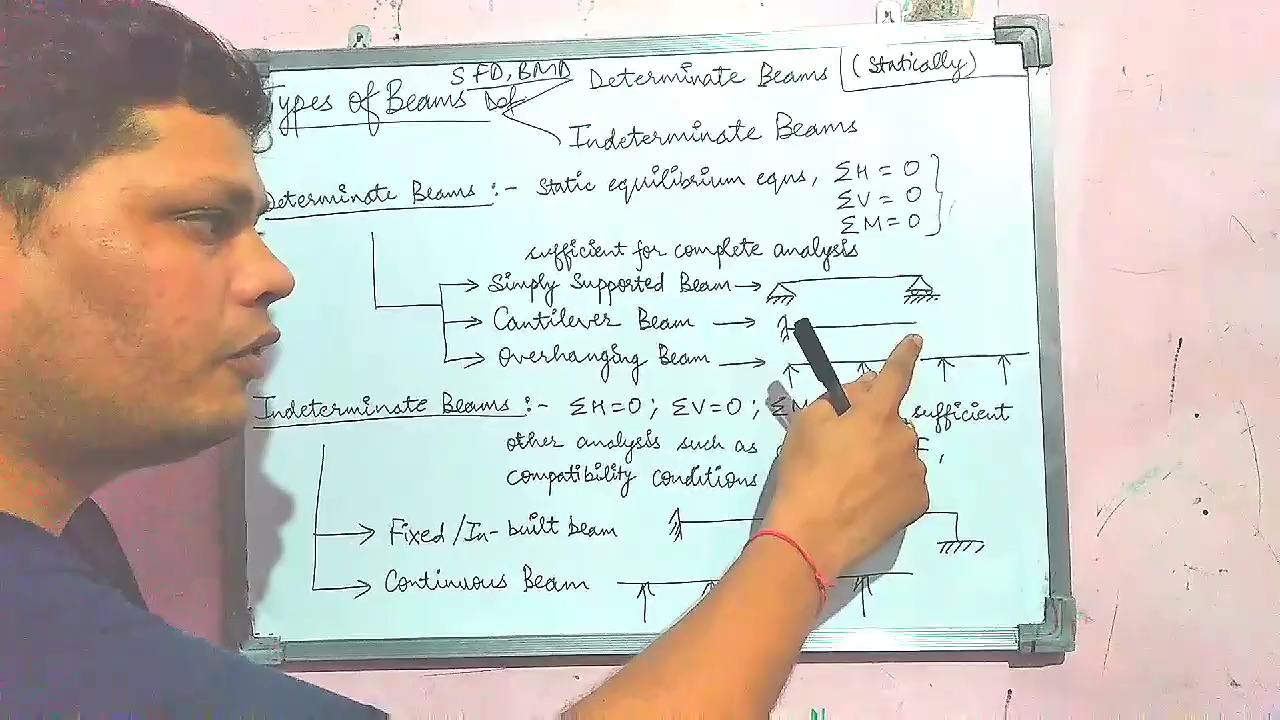 SFD, BMD
Types of Beams Def Determinate Beams (Statically)
Indeterminate Beams
Determinate Beams :- Static equilibrium eqns, ΣH = 0
ΣV = 0
ΣM = 0
sufficient for complete analysis
Simply Supported Beam
Cantilever Beam
Overhanging Beam
Indeterminate Beams :- ΣH=0 ; ΣV=0 ; ΣM sufficient
other analysis such as
compatibility conditions
Fixed/In-built beam
Continuous Beam